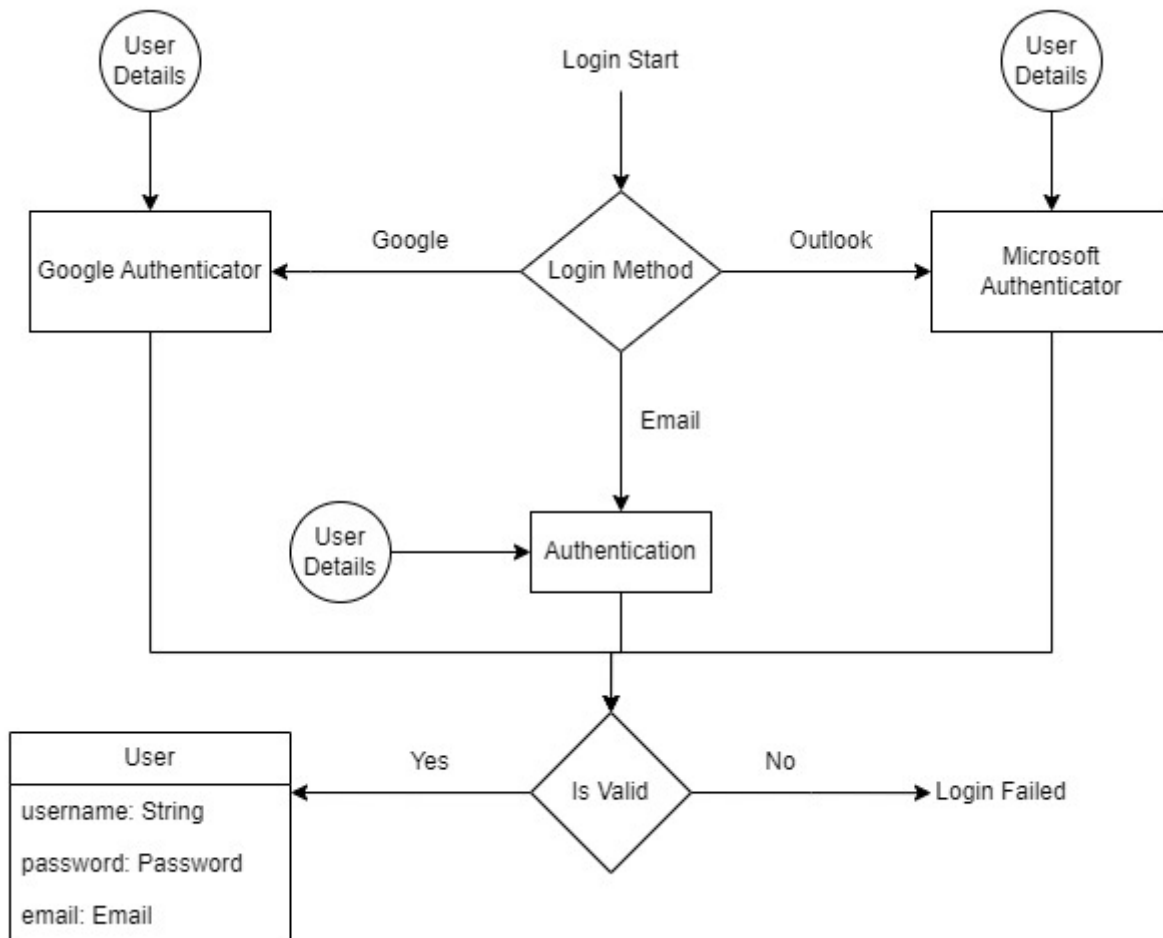 User
Details
Login Start
User
Details
Google
Outlook
Google Authenticator
Login Method
Microsoft
Authenticator
Email
User
Details
Authentication
User
Yes
No
Is Valid
Login Failed
username: String
password: Password
email: Email